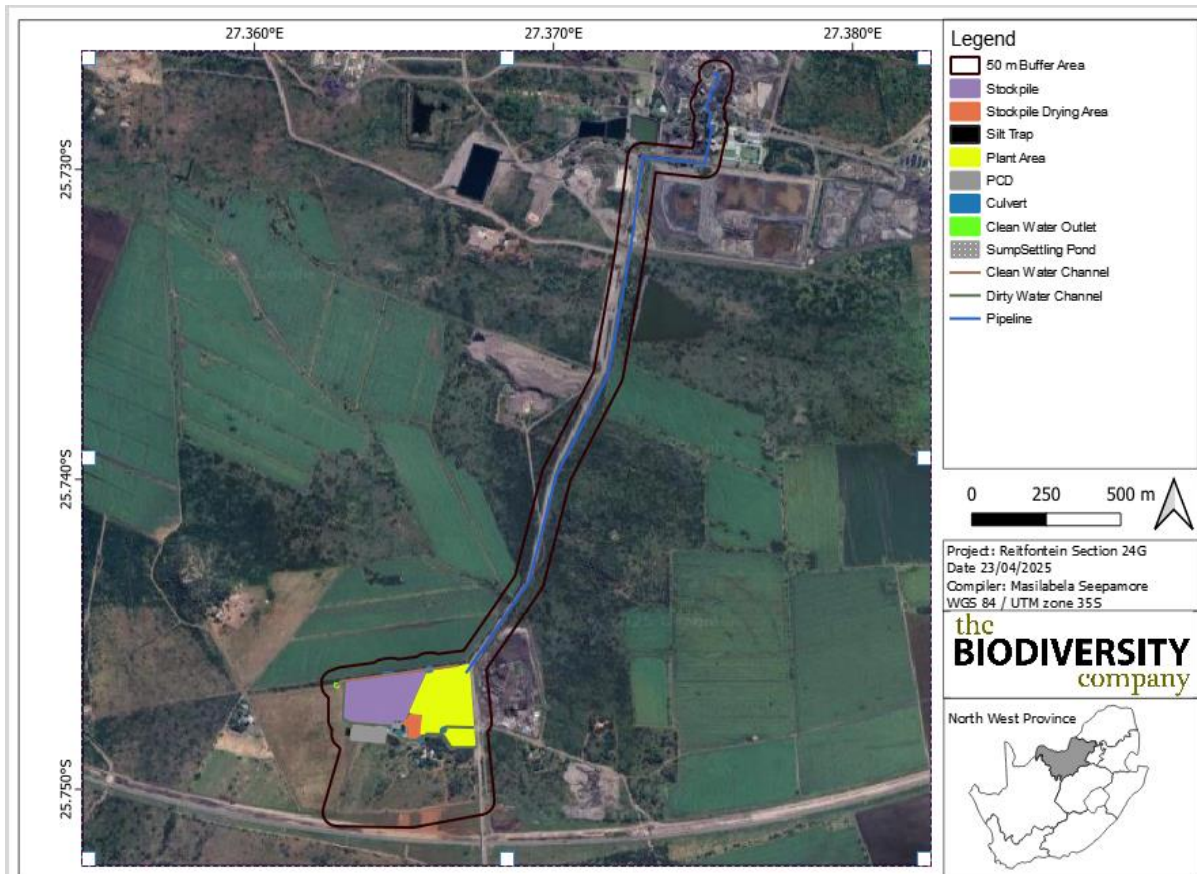 27.360°E
27.370°E
27.380°E
25.730°S
25.740°S
25.750°S
Legend
50 m Buffer Area
Stockpile
Stockpile Drying Area
Silt Trap
Plant Area
PCD
Culvert
Clean Water Outlet
SumpSettling Pond
Clean Water Channel
Dirty Water Channel
Pipeline
0 250 500 m
Project: Reitfontein Section 24G
Date 23/04/2025
Compiler: Masilabela Seepamore
WGS 84 / UTM zone 35S
the
BIODIVERSITY
company
North West Province